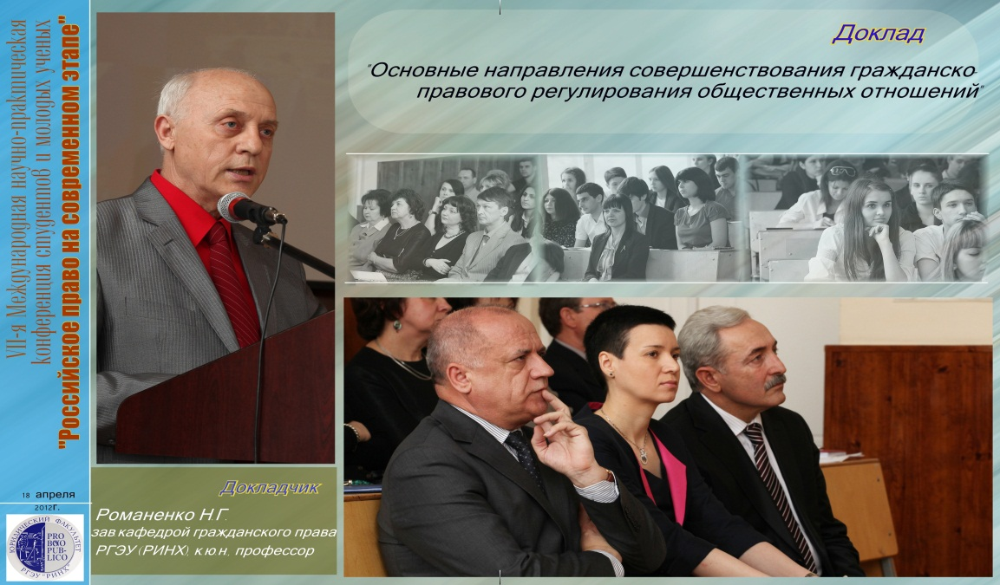 VII-я Международная научно-практическая
конференция студентов и молодых ученых
"Российское право на современном этапе"
18 апреля
2012г.
ЮРИДИЧЕСКИЙ ФАКУЛЬТЕТ
PRO
BONO
PUB-
LICO
РГЭУ "РИНХ"
Доклад
"Основные направления совершенствования гражданско-
правового регулирования общественных отношений"
Докладчик
Романенко Н.Г.
зав.кафедрой гражданского права
РГЭУ (РИНХ), к.ю.н., профессор